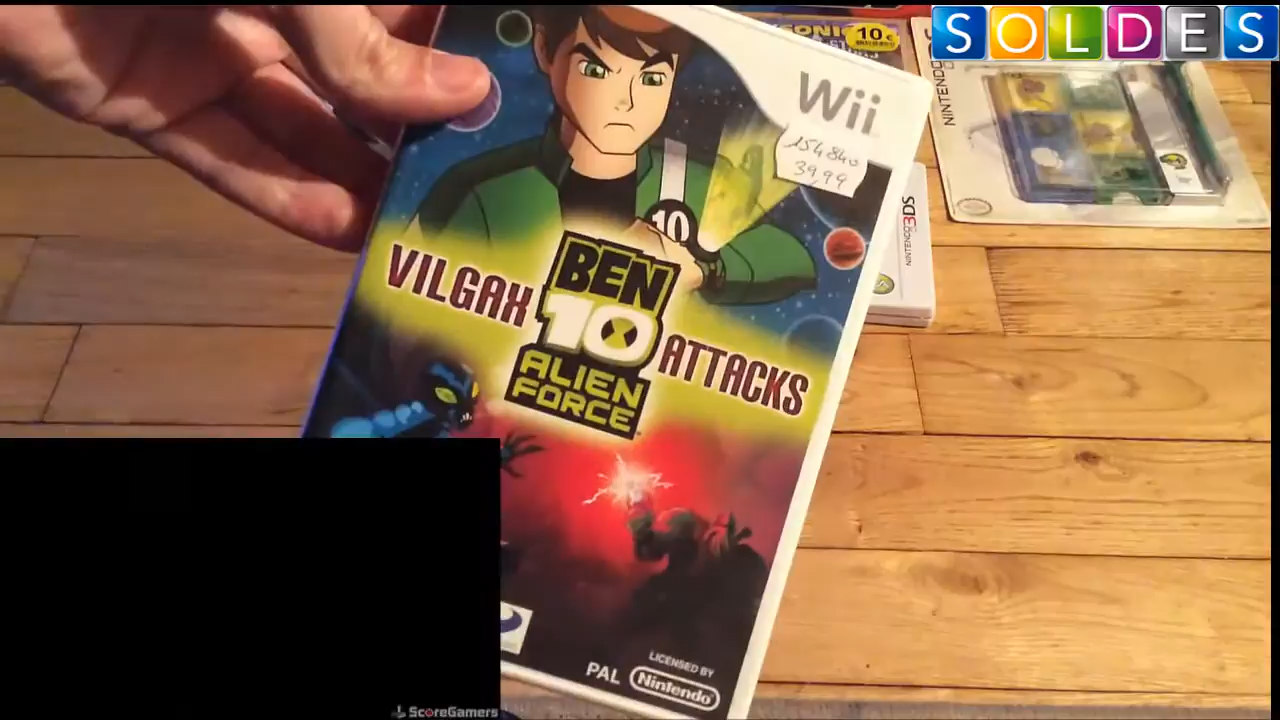 SOLDES
SONIC
10€
Wii
154840
39,99
NINTENDO
NINTENDO 3DS
10
VILGAX
BEN
10
ALIEN
FORCE
ATTACKS
PAL
LICENSED BY
Nintendo
ScoreGamers